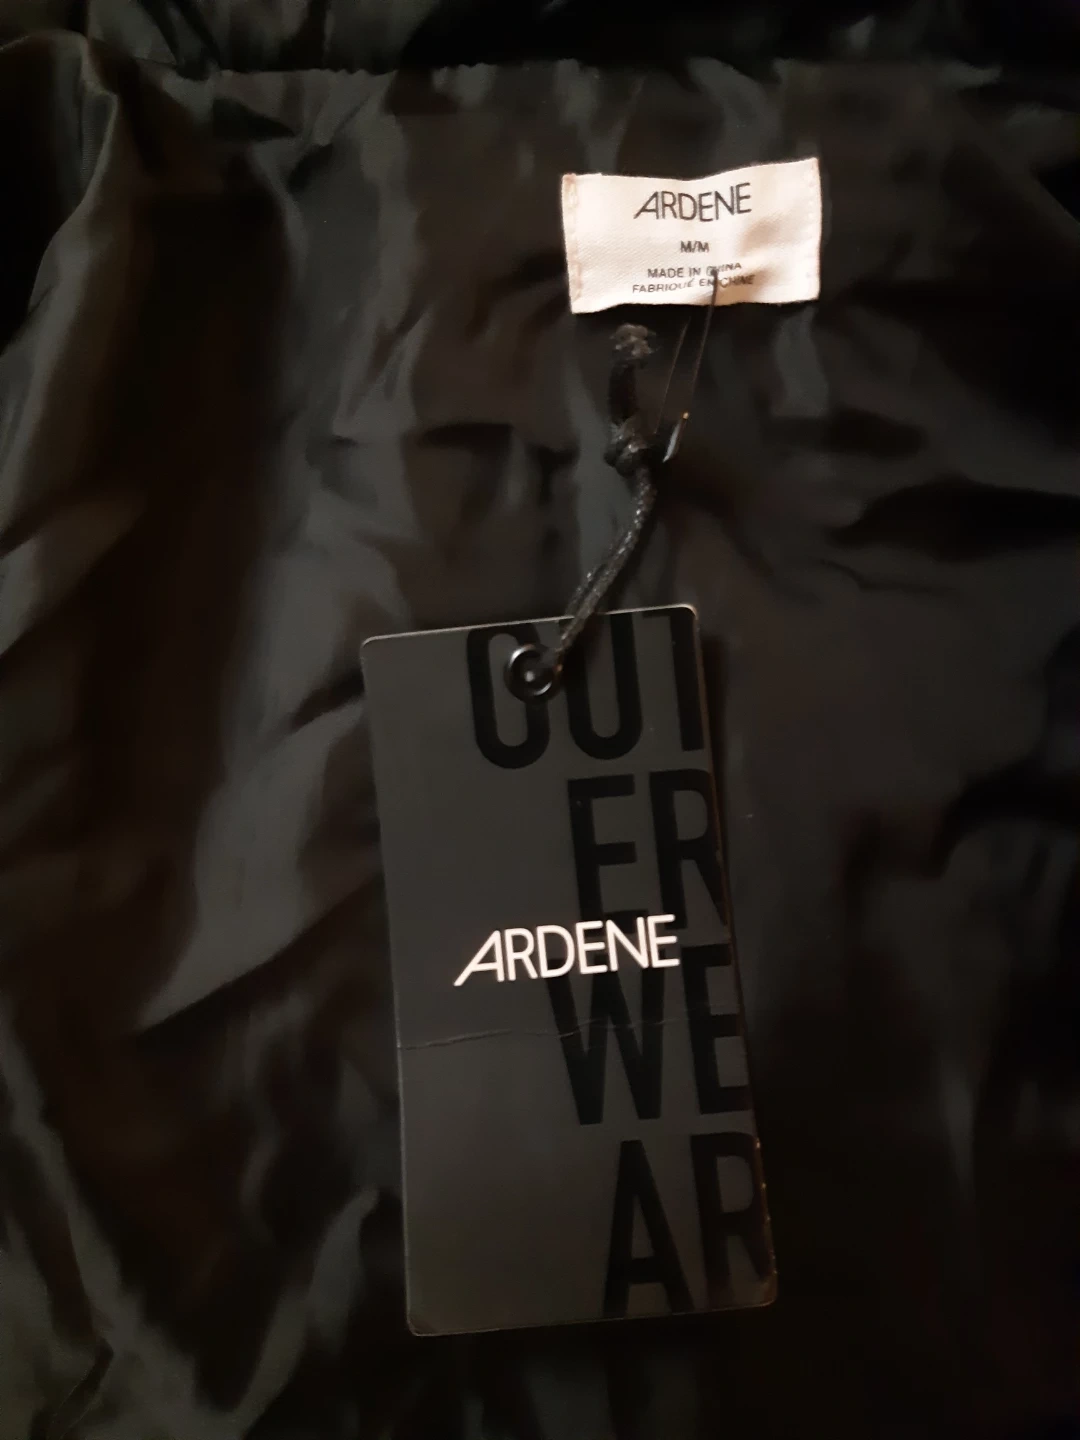 ARDENE
M/M
MADE IN CHINA
FABRIQUÉ EN CHINE
OUT
ER
ARDENE
WE
AR